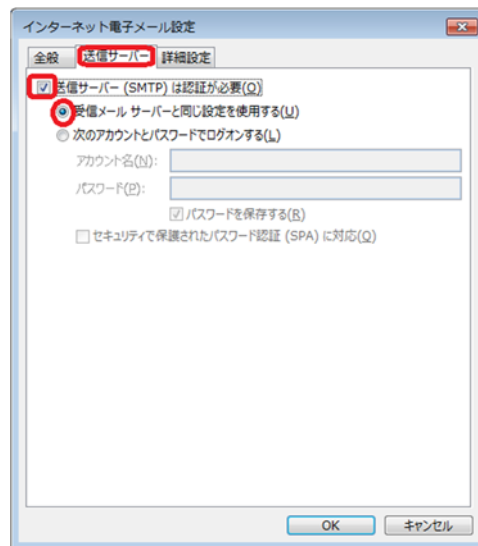 インターネット電子メール設定
全般 送信サーバー 詳細設定
送信サーバー (SMTP) は認証が必要(O)
受信メール サーバーと同じ設定を使用する(U)
次のアカウントとパスワードでログオンする(L)
アカウント名(N):
パスワード(P):
パスワードを保存する(R)
セキュリティで保護されたパスワード認証 (SPA) に対応(Q)
OK キャンセル